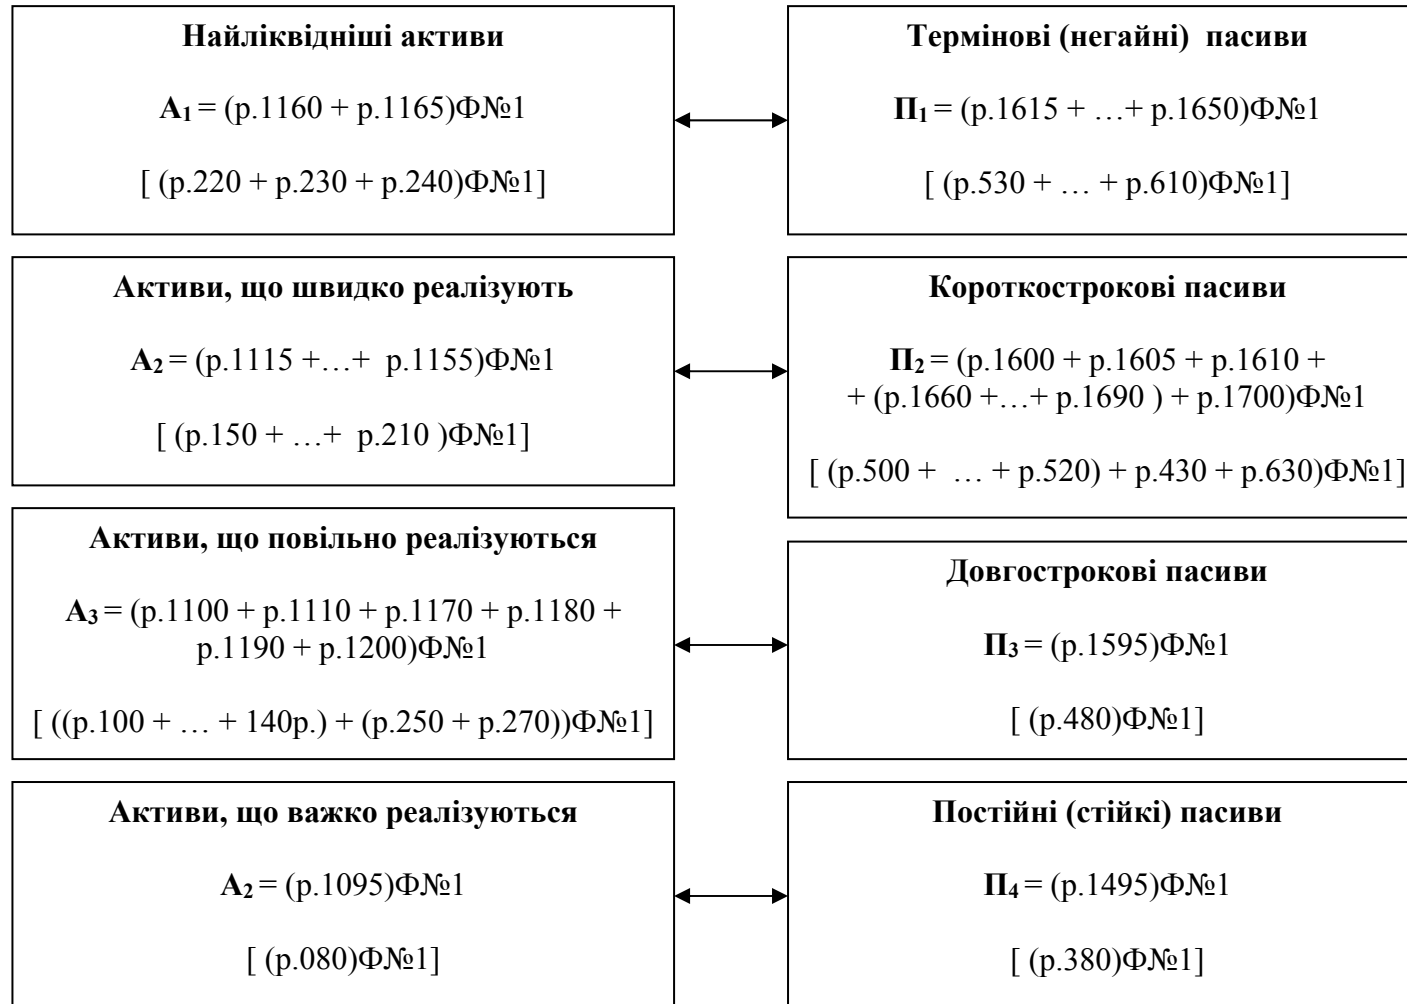 Найліквідніші активи
А1 = (р.1160 + р.1165)Ф№1
[ (р.220 + р.230 + р.240)Ф№1]
Термінові (негайні) пасиви
П1 = (р.1615 + …+ р.1650)Ф№1
[ (р.530 + … + р.610)Ф№1]
Активи, що швидко реалізують
А2 = (р.1115 +…+ р.1155)Ф№1
[ (р.150 + …+ р.210 )Ф№1]
Короткострокові пасиви
П2 = (р.1600 + р.1605 + р.1610 +
+ (р.1660 +…+ р.1690 ) + р.1700)Ф№1
[ (р.500 + … + р.520) + р.430 + р.630)Ф№1]
Активи, що повільно реалізуються
А3 = (р.1100 + р.1110 + р.1170 + р.1180 +
р.1190 + р.1200)Ф№1
[ ((р.100 + … + 140р.) + (р.250 + р.270))Ф№1]
Довгострокові пасиви
П3 = (р.1595)Ф№1
[ (р.480)Ф№1]
Активи, що важко реалізуються
А2 = (р.1095)Ф№1
[ (р.080)Ф№1]
Постійні (стійкі) пасиви
П4 = (р.1495)Ф№1
[ (р.380)Ф№1]